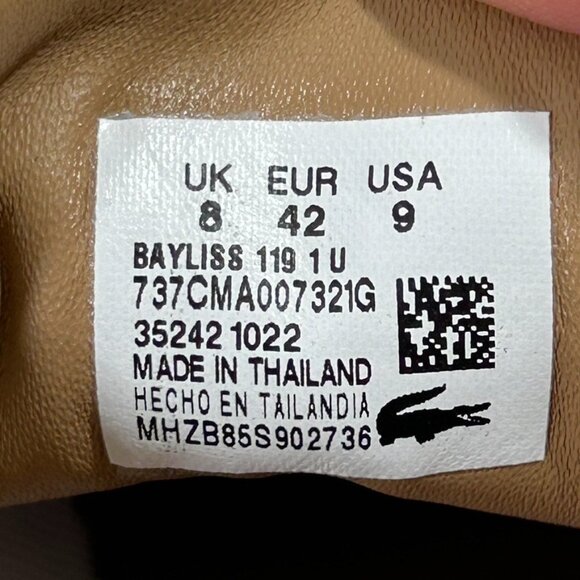 UK EUR USA
8 42 9
BAYLISS 119 1 U
737CMA007321G
35242 1022
MADE IN THAILAND
HECHO EN TAILANDIA
MHZB85S902736